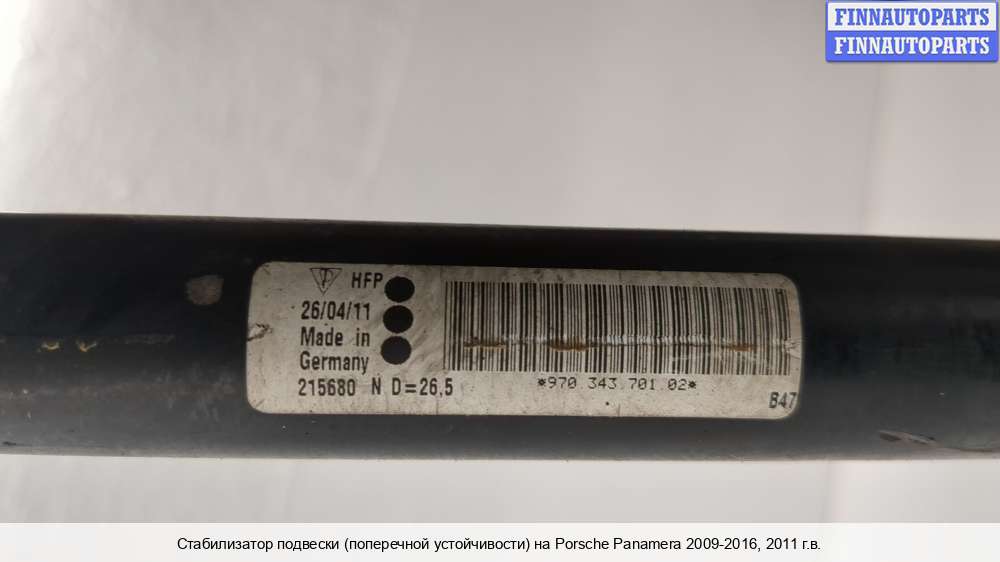 FINNAUTOPARTS
FINNAUTOPARTS
HFP
26/04/11
Made in
Germany
215680 N D=26,5
*970 343.701.02*
B47
Стабилизатор подвески (поперечной устойчивости) на Porsche Panamera 2009-2016, 2011 г.в.